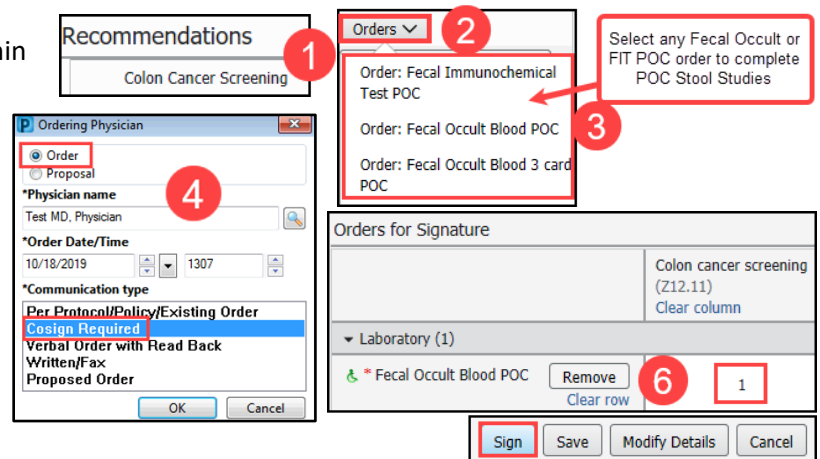 ain
Recommendations
1
Colon Cancer Screening
Orders
2
Order: Fecal Immunochemical
Test POC
Order: Fecal Occult Blood POC
Order: Fecal Occult Blood 3 card
POC
3
Select any Fecal Occult or
FIT POC order to complete
POC Stool Studies
Ordering Physician
Order
Proposal
4
*Physician name
Test MD, Physician
*Order Date/Time
10/18/2019 1307
*Communication type
Per Protocol/Policy/Existing Order
Cosign Required
Verbal Order with Read Back
Written/Fax
Proposed Order
OK Cancel
Orders for Signature
Colon cancer screening
(Z12.11)
Clear column
Laboratory (1)
* Fecal Occult Blood POC Remove 6 1
Clear row
Sign Save Modify Details Cancel